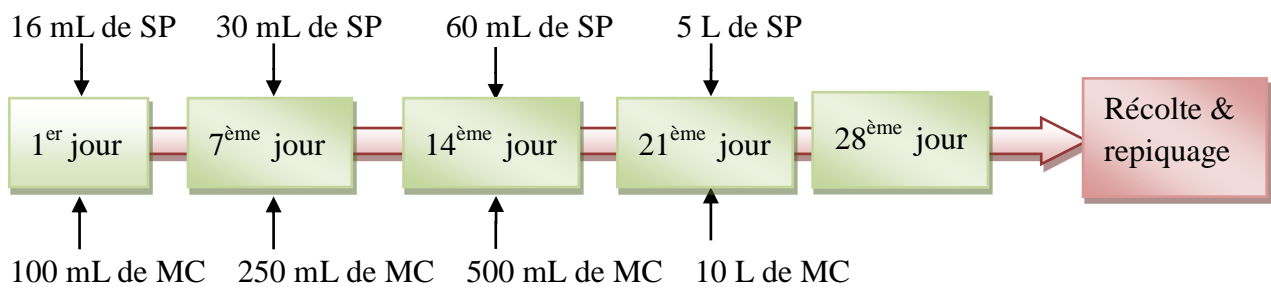 16 mL de SP
30 mL de SP
60 mL de SP
5 L de SP
1er jour
7ème jour
14ème jour
21ème jour
28ème jour
Récolte &
repiquage
100 mL de MC
250 mL de MC
500 mL de MC
10 L de MC